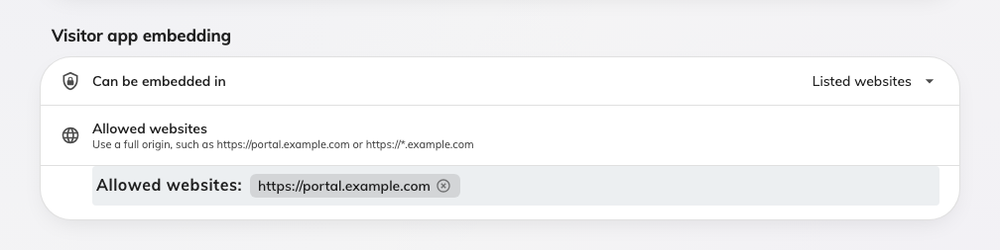 Visitor app embedding
Can be embedded in
Listed websites
Allowed websites
Use a full origin, such as https://portal.example.com or https://*.example.com
Allowed websites: https://portal.example.com